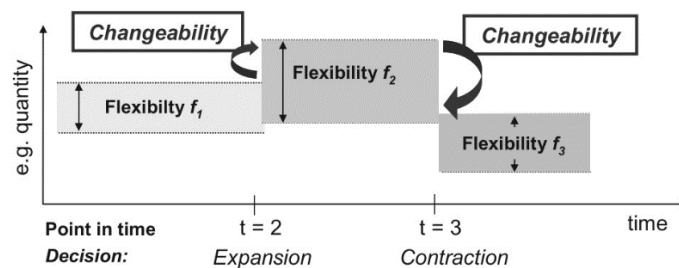 Changeability
Changeability
e.g. quantity
Flexibilty f1
Flexibility f2
Flexibility f3
Point in time
t = 2
t = 3
time
Decision:
Expansion
Contraction